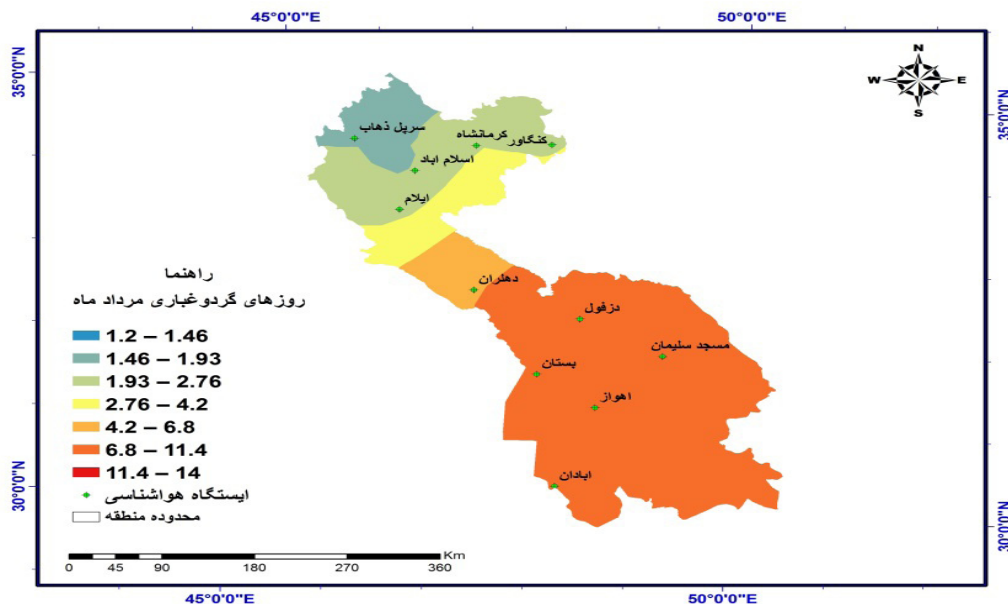 45°0'0"E 50°0'0"E
35°0'0"N 35°0'0"N
N
W E
S
سرپل ذهاب
کرمانشاه کنگاور
اسلام اباد
ایلام
دهلران
دزفول
مسجد سلیمان
بستان
اهواز
ابادان
راهنما
روزهای گردوغباری مرداد ماه
1.2 – 1.46
1.46 – 1.93
1.93 – 2.76
2.76 – 4.2
4.2 – 6.8
6.8 – 11.4
11.4 – 14
ایستگاه هواشناسی
محدوده منطقه
30°0'0"N 30°0'0"N
Km
0 45 90 180 270 360
45°0'0"E 50°0'0"E